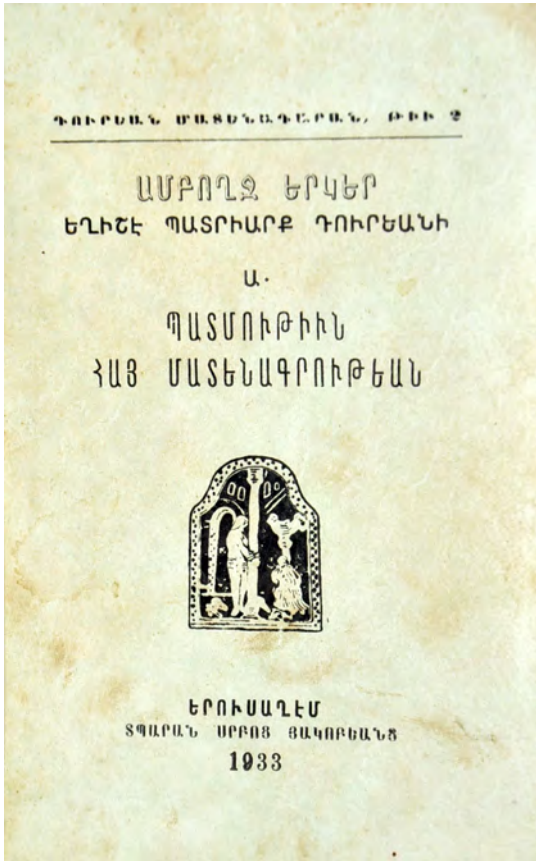 ԴՈՒՐԵԱՆ ՄԱՏԵՆԱԴԱՐԱՆ, ԹԻՒ 2
ԱՄԲՈՂՋ ԵՐԿԵՐ
ԵՂԻՇԷ ՊԱՏՐԻԱՐՔ ԴՈՒՐԵԱՆԻ
Ա.
ՊԱՏՄՈՒԹԻՒՆ
ՀԱՅ ՄԱՏԵՆԱԳՐՈՒԹԵԱՆ
ԵՐՈՒՍԱՂԷՄ
ՏՊԱՐԱՆ ՍՐԲՈՑ ՅԱԿՈԲԵԱՆՑ
1933